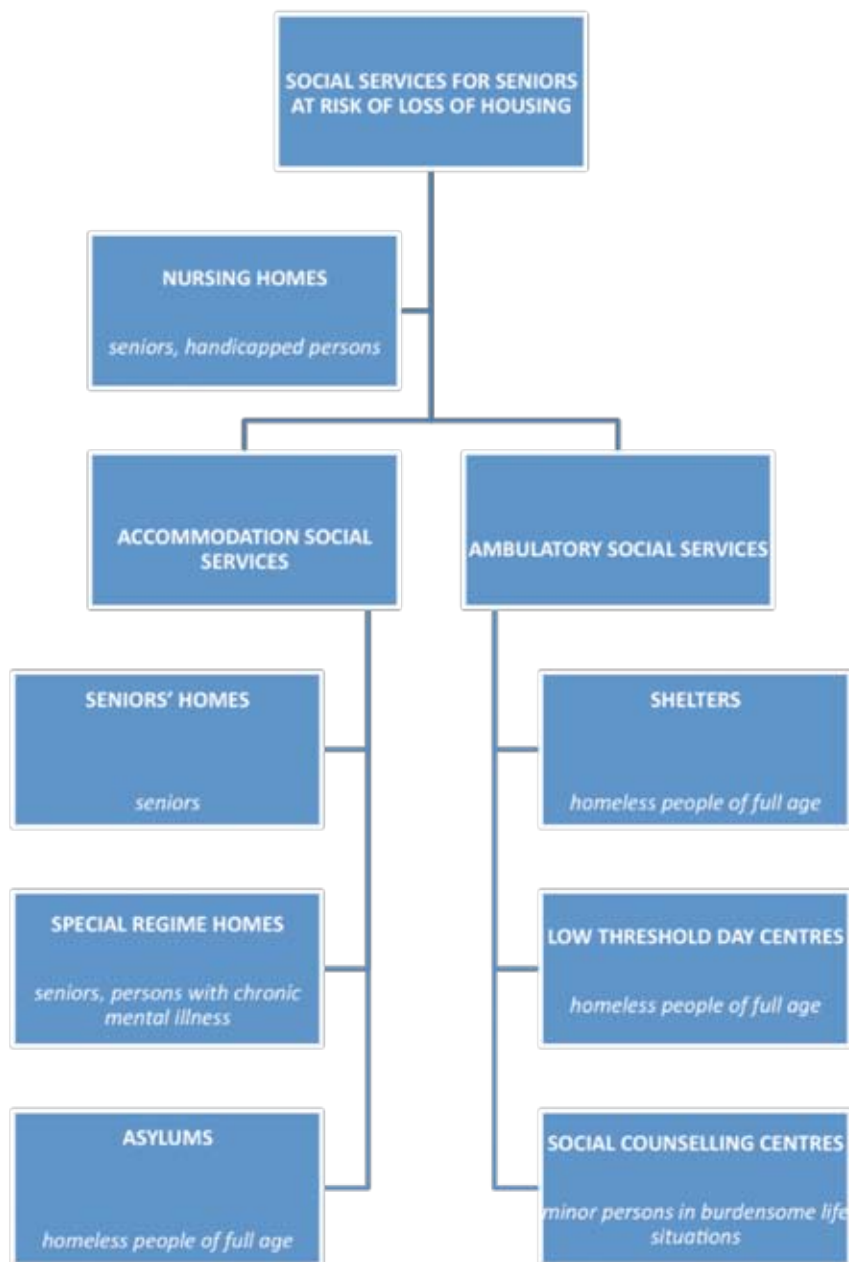 SOCIAL SERVICES FOR SENIORS
AT RISK OF LOSS OF HOUSING
NURSING HOMES
seniors, handicapped persons
ACCOMMODATION SOCIAL
SERVICES
AMBULATORY SOCIAL SERVICES
SENIORS' HOMES
seniors
SHELTERS
homeless people of full age
SPECIAL REGIME HOMES
seniors, persons with chronic
mental illness
LOW THRESHOLD DAY CENTRES
homeless people of full age
ASYLUMS
homeless people of full age
SOCIAL COUNSELLING CENTRES
minor persons in burdensome life
situations